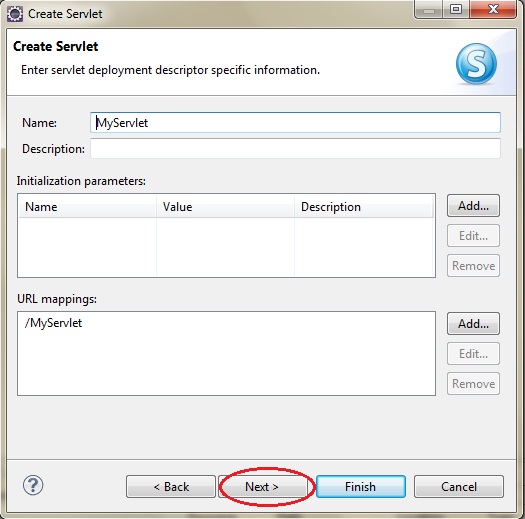 Create Servlet
Create Servlet
Enter servlet deployment descriptor specific information.
S
Name: MyServlet
Description:
Initialization parameters:
Name Value Description
Add...
Edit...
Remove
URL mappings:
/MyServlet
Add...
Edit...
Remove
? < Back Next > Finish Cancel